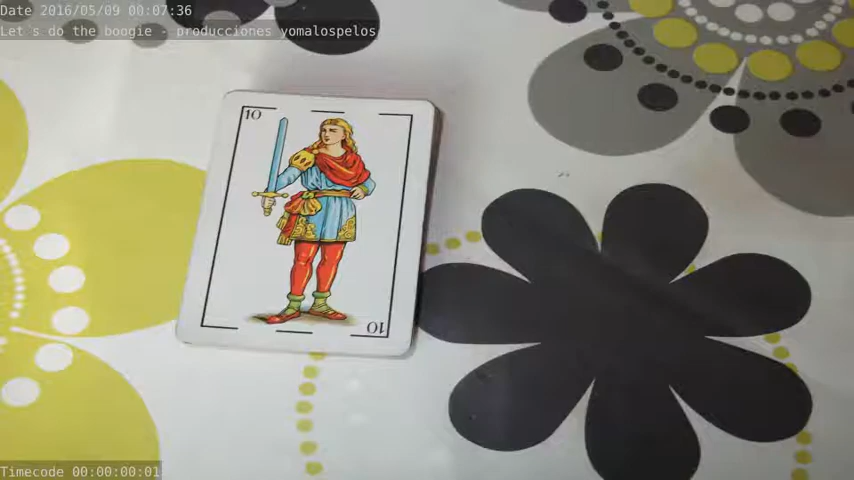 Date 2016/05/09 00:07:36
Let's do the boogie - producciones yomalospelos
10
10
Timecode 00:00:00:01